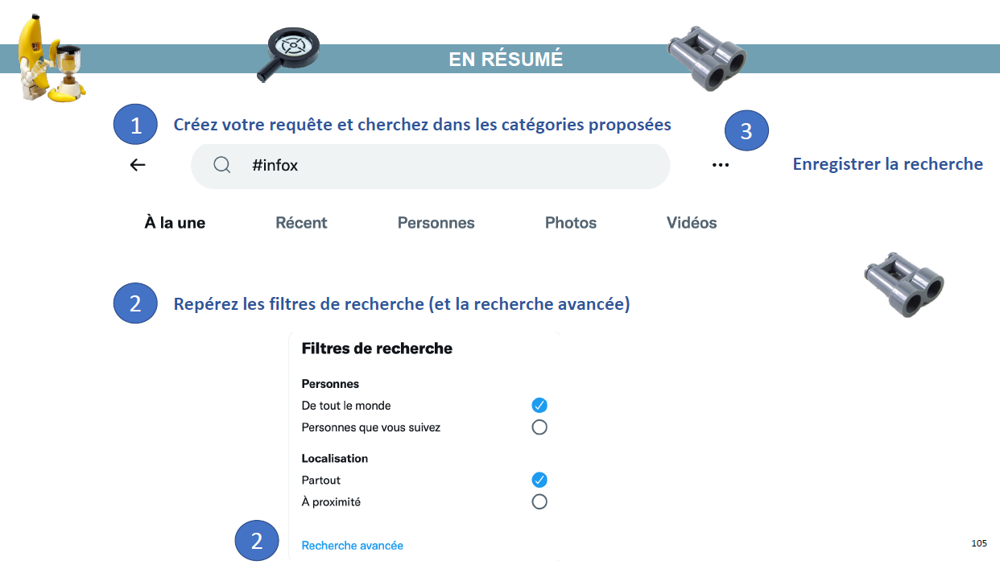 EN RÉSUMÉ
1
Créez votre requête et cherchez dans les catégories proposées
3
#infox
...
Enregistrer la recherche
À la une Récent Personnes Photos Vidéos
2
Repérez les filtres de recherche (et la recherche avancée)
Filtres de recherche
Personnes
De tout le monde
Personnes que vous suivez
Localisation
Partout
À proximité
2
Recherche avancée
105